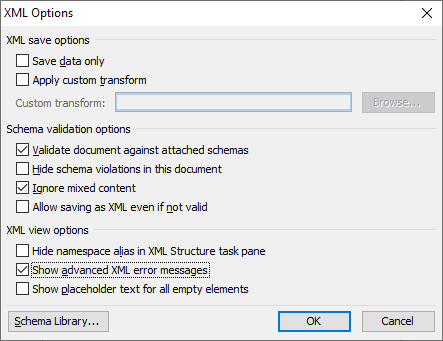 XML Options
XML save options
Save data only
Apply custom transform
Custom transform:
Browse...
Schema validation options
Validate document against attached schemas
Hide schema violations in this document
Ignore mixed content
Allow saving as XML even if not valid
XML view options
Hide namespace alias in XML Structure task pane
Show advanced XML error messages
Show placeholder text for all empty elements
Schema Library... OK Cancel